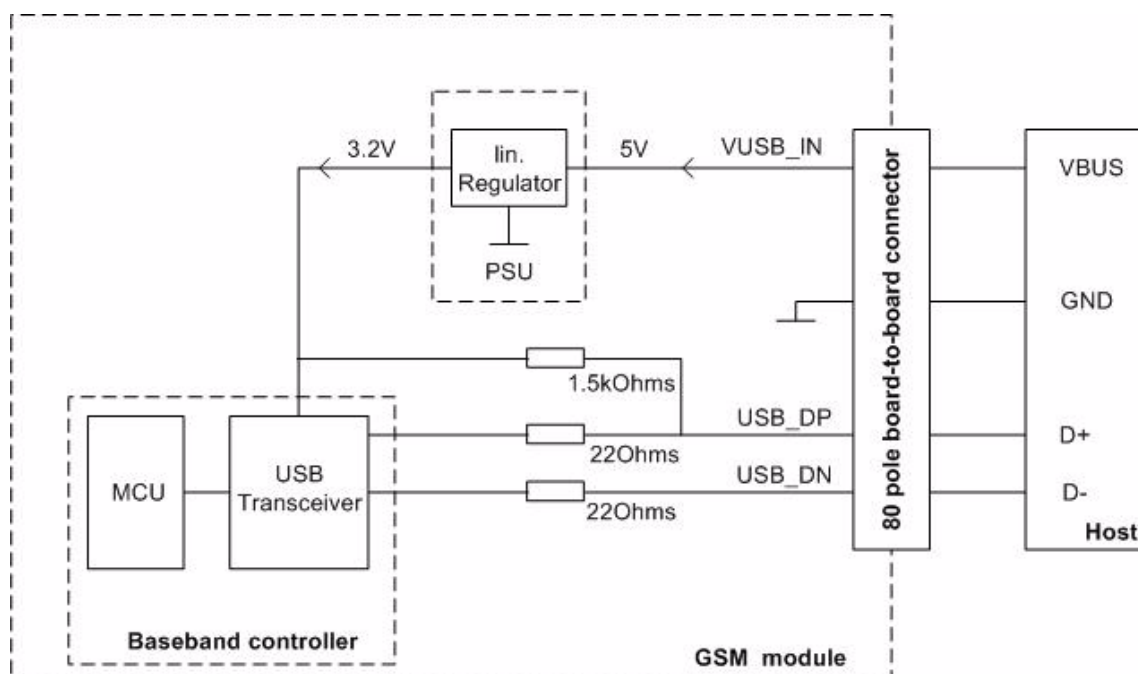 lin.
Regulator
3.2V
5V
VUSB_IN
VBUS
PSU
GND
80 pole board-to-board connector
1.5kOhms
USB_DP
D+
22Ohms
MCU
USB
Transceiver
USB_DN
D-
22Ohms
Host
Baseband controller
GSM module